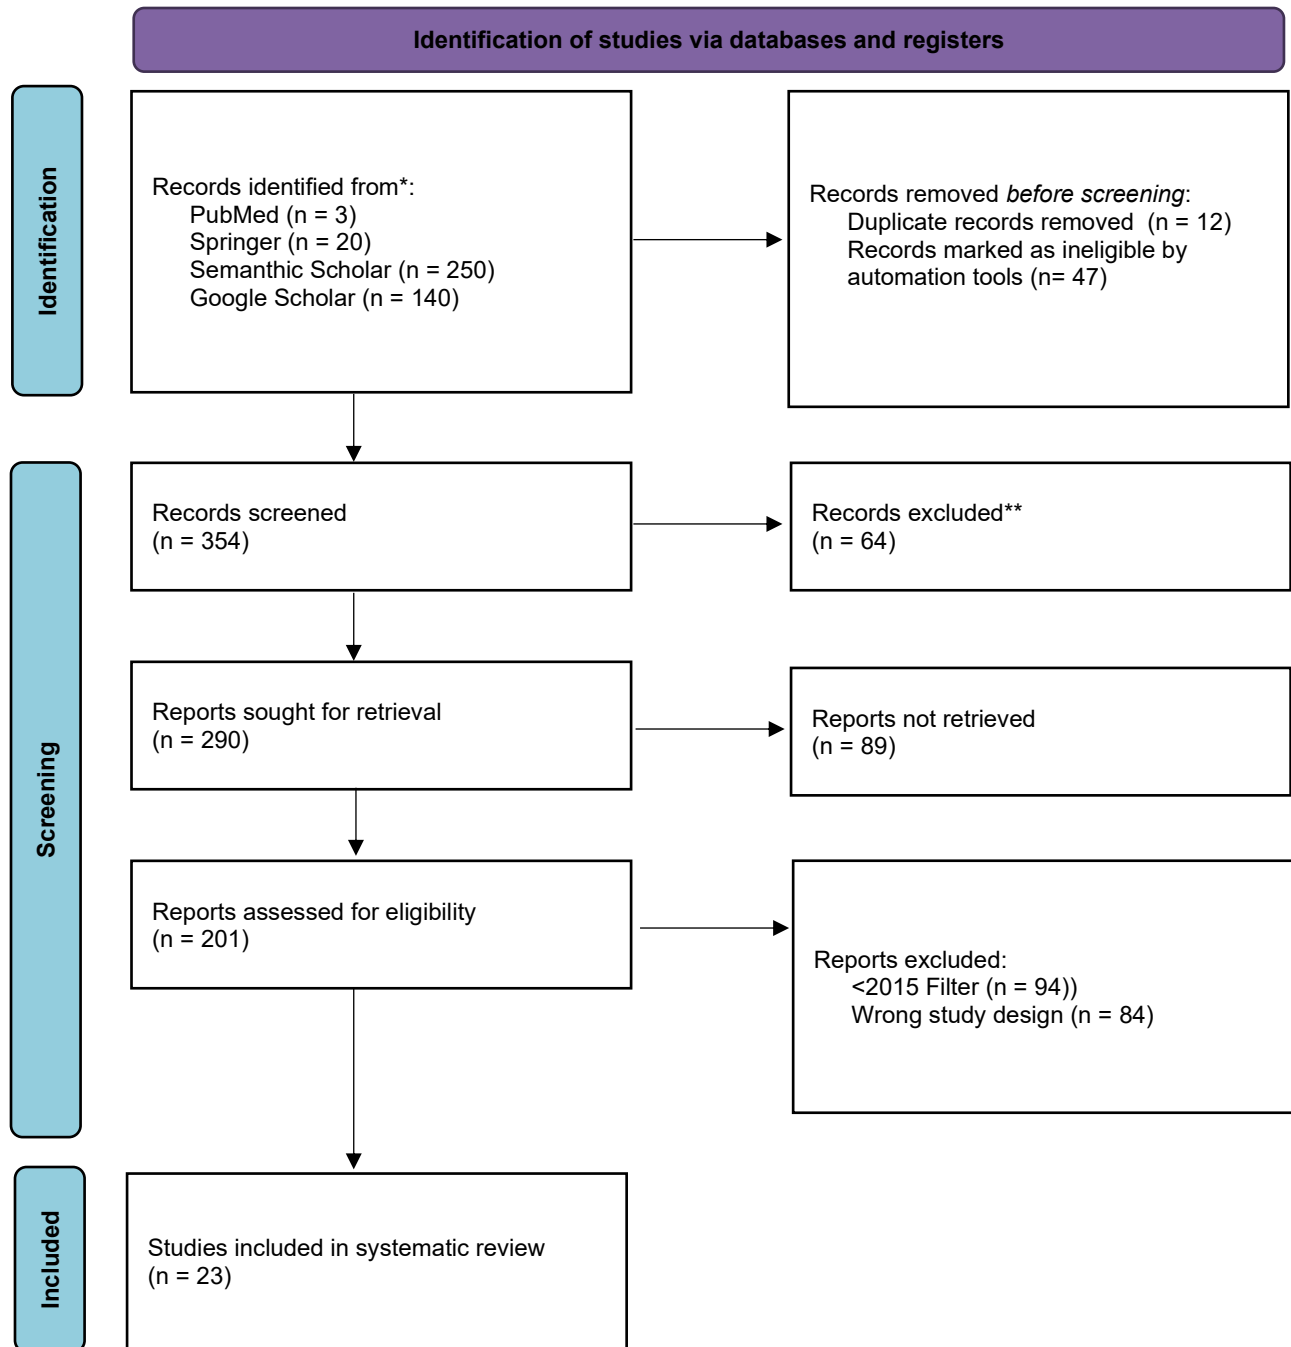 Identification of studies via databases and registers
Identification
Records identified from*:
PubMed (n = 3)
Springer (n = 20)
Semanthic Scholar (n = 250)
Google Scholar (n = 140)
Records removed before screening:
Duplicate records removed  (n = 12)
Records marked as ineligible by
automation tools (n= 47)
Screening
Records screened
(n = 354)
Records excluded**
(n = 64)
Reports sought for retrieval
(n = 290)
Reports not retrieved
(n = 89)
Reports assessed for eligibility
(n = 201)
Reports excluded:
<2015 Filter (n = 94))
Wrong study design (n = 84)
Included
Studies included in systematic review
(n = 23)